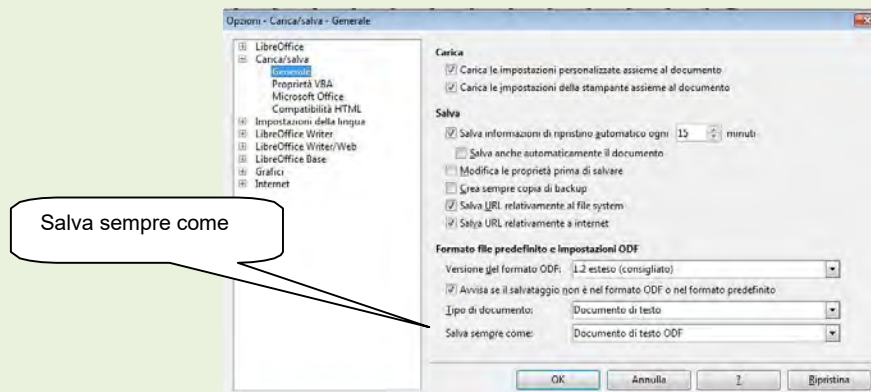 Opzioni - Carica/salva - Generale
LibreOffice
Carica/salva
Generale
Proprietà VBA
Microsoft Office
Compatibilità HTML
Impostazioni della lingua
LibreOffice Writer
LibreOffice Writer/Web
LibreOffice Base
Grafici
Internet
Salva sempre come
Carica
Carica le impostazioni personalizzate assieme al documento
Carica le impostazioni della stampante assieme al documento
Salva
Salva informazioni di ripristino automatico ogni 15 minuti
Salva anche automaticamente il documento
Modifica le proprietà prima di salvare
Crea sempre copia di backup
Salva URL relativamente al file system
Salva URL relativamente a internet
Formato file predefinito e impostazioni ODF
Versione del formato ODF: 1.2 esteso (consigliato)
Avvisa se il salvataggio non è nel formato ODF o nel formato predefinito
Tipo di documento: Documento di testo
Salva sempre come: Documento di testo ODF
OK Annulla ? Ripristina